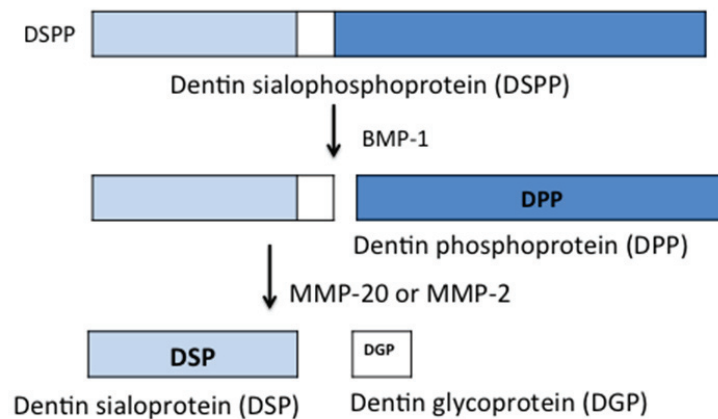 DSPP
Dentin sialophosphoprotein (DSPP)
BMP-1
DPP
Dentin phosphoprotein (DPP)
MMP-20 or MMP-2
DSP
DGP
Dentin sialoprotein (DSP)
Dentin glycoprotein (DGP)